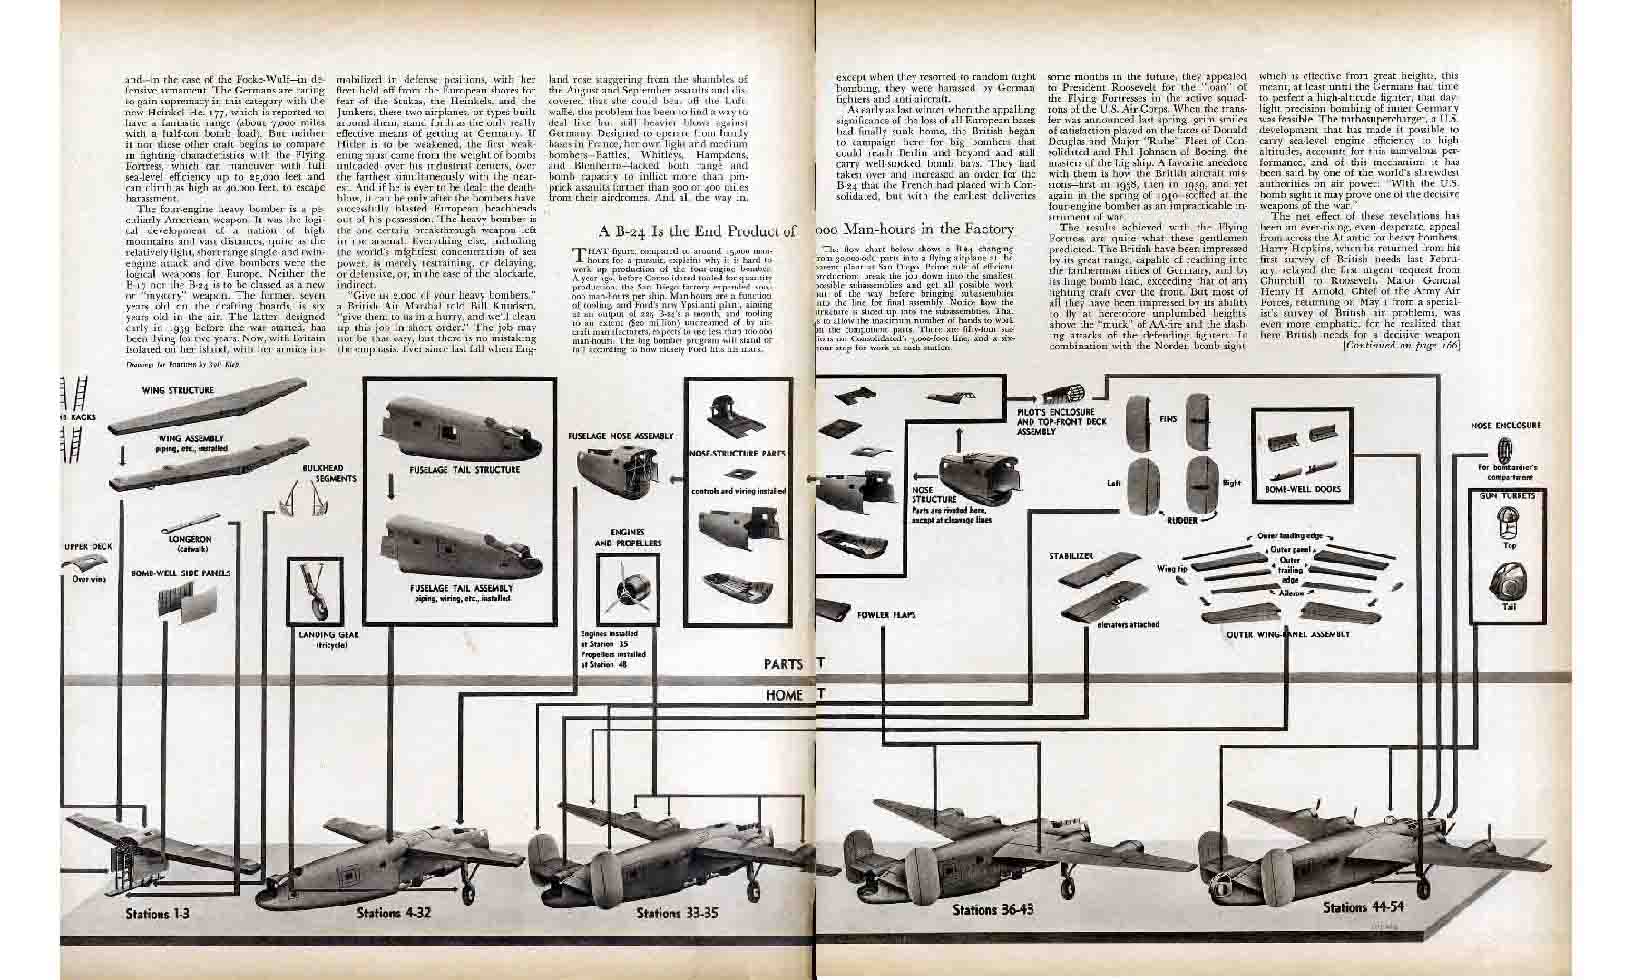 and—in the case of the Focke-Wulf—in de-
fensive armament. The Germans are racing
to gain supremacy in this category with the
new Heinkel He. 177, which is reported to
have a fantastic range (about 7,000 miles
with a half-ton bomb load). But neither
it nor these other craft begins to compare
in fighting characteristics with the Flying
Fortress, which can maneuver with full
sea-level efficiency up to 25,000 feet and
can climb as high as 40,000 feet, to escape
harassment.
The four-engine heavy bomber is a pe-
culiarly American weapon. It was the logi-
cal development of a nation of high
mountains and vast distances, quite as the
relatively light, short range single- and twin-
engine attack and dive bombers were the
logical weapons for Europe. Neither the
B-17 nor the B-24 is to be classed as a new
or "mystery" weapon. The former, seven
years old on the drafting boards, is six
years old in the air. The latter, designed
early in 1939 before the war started, has
been flying for two years. Now, with Britain
isolated on her island, with her armies im-
mobilized in defense positions, with her
fleet held off from the European shores for
fear of the Stukas, the Heinkels, and the
Junkers, these two airplanes, or types built
around them, stand forth as the only really
effective means of getting at Germany. If
Hitler is to be weakened, the first weak-
ening must come from the weight of bombs
unloaded over his industrial centers, over
the farthest simultaneously with the near-
est. And if he is ever to be dealt the death-
blow, it can be only after the bombers have
successfully blasted European beachheads
out of his possession. The heavy bomber is
the one certain breakthrough weapon left
in the arsenal. Everything else, including
the world's mightiest concentration of sea
power, is merely restraining, or delaying,
or defensive, or, in the case of the blockade,
indirect.
"Give us 2,000 of your heavy bombers,"
a British Air Marshal told Bill Knudsen,
"give them to us in a hurry, and we'll clean
up this job in short order." The job may
not be that easy, but there is no mistaking
the emphasis. Ever since last fall when Eng-
land rose staggering from the shambles of
the August and September assaults and dis-
covered that she could beat off the Luft-
waffe, the problem has been to find a way to
deal like but still heavier blows against
Germany. Designed to operate from handy
bases in France, her own light and medium
bombers—Battles, Whitleys, Hampdens,
and Blenheims—lacked both range and
bomb capacity to inflict more than pin-
prick assaults farther than 300 or 400 miles
from their airdromes. And all the way in,
except when they resorted to random night
bombing, they were harassed by German
fighters and anti-aircraft.
As early as last winter when the appalling
significance of the loss of all European bases
had finally sunk home, the British began
to campaign here for big bombers that
could reach Berlin and beyond and still
carry well-stocked bomb bays. They had
taken over and increased an order for the
B-24 that the French had placed with Con-
solidated, but with the earliest deliveries
some months in the future, they appealed
to President Roosevelt for the "loan" of
the Flying Fortresses in the active squad-
rons of the U.S. Air Corps. When the trans-
fer was announced last spring, grim smiles
of satisfaction played on the faces of Donald
Douglas and Major "Rube" Fleet of Con-
solidated and Phil Johnson of Boeing, the
masters of the big ship. A favorite anecdote
with them is how the British aircraft mis-
sions—first in 1938, then in 1939, and yet
again in the spring of 1940—scoffed at the
four-engine bomber as an impracticable in-
strument of war.
The results achieved with the Flying
Fortress are quite what these gentlemen
predicted. The British have been impressed
by its great range, capable of reaching into
the farthermost cities of Germany, and by
its huge bomb load, exceeding that of any
fighting craft over the front. But most of
all they have been impressed by its ability
to fly at heretofore unplumbed heights
above the "muck" of AA-fire and the slash-
ing attacks of the defending fighters. In
combination with the Norden bomb sight
which is effective from great heights, this
meant, at least until the Germans had time
to perfect a high-altitude fighter, that day-
light precision bombing of inner Germany
was feasible. The turbosupercharger, a U.S.
development that has made it possible to
carry sea-level engine efficiency to high
altitudes, accounts for this marvelous per-
formance, and of this mechanism it has
been said by one of the world's shrewdest
authorities on air power: "With the U.S.
bomb sight it may prove one of the decisive
weapons of the war."
The net effect of these revelations has
been an ever-rising, even desperate, appeal
from across the Atlantic for heavy bombers.
Harry Hopkins, when he returned from his
first survey of British needs last Febru-
ary, relayed the first urgent request from
Churchill to Roosevelt. Major General
Henry H. Arnold, Chief of the Army Air
Forces, returning on May 1 from a special-
ist's survey of British air problems, was
even more emphatic, for he realized that
here British needs for a decisive weapon
[Continued on page 166]
Drawings for Fortune by
A B-24 Is the End Product of 000 Man-hours in the Factory
THAT figure, compared to around 15,000 man-
hours for a pursuit, explains why it is hard to
work up production of the four-engine bomber.
A year ago, before Consolidated tooled for quantity
production, the San Diego factory expended
000 man-hours per ship. Man-hours are a function
of tooling, and Ford's new Ypsilanti plant, aiming
at an output of 225 B-24's a month, and tooling
to an extent ($20 million) undreamed of by air-
craft manufacturers, expects to use less than 100,000
man-hours. The big bomber program will stand or
fall according to how nearly Ford hits his mark.
The flow chart below shows a B-24 changing
from 30,000-odd parts into a flying airplane at the
parent plant at San Diego. Prime rule of efficient
production: break the job down into the smallest
possible subassemblies and get all possible work
out of the way before bringing subassemblies
into the line for final assembly. Notice how the
structure is sliced up into the subassemblies. That
is to allow the maximum number of hands to work
on the component parts. There are fifty-four sta-
tions on Consolidated's 3,000-foot line, and a six-
hour stop for work at each station.
RACKS
WING STRUCTURE
WING ASSEMBLY
piping, etc., installed
BULKHEAD
SEGMENTS
LONGERON
(catwalk)
UPPER DECK
Over wing
BOMB-WELL SIDE PANELS
LANDING GEAR
(tricycle)
FUSELAGE TAIL STRUCTURE
FUSELAGE TAIL ASSEMBLY
piping, wiring, etc., installed
FUSELAGE NOSE ASSEMBLY
ENGINES
AND PROPELLERS
Engines installed
at Station 35
Propellers installed
at Station 48
NOSE-STRUCTURE PARTS
controls and wiring installed
PILOT'S ENCLOSURE
AND TOP-FRONT DECK
ASSEMBLY
NOSE
STRUCTURE
Parts are riveted here,
except at cleavage lines
FOWLER FLAPS
FINS
Left
Right
RUDDER
STABILIZER
elevators attached
BOMB-WELL DOORS
Outer leading edge
Outer panel
Outer
trailing
edge
Wing tip
Aileron
OUTER WING-PANEL ASSEMBLY
NOSE ENCLOSURE
For bombardier's
compartment
GUN TURRETS
Top
Tail
PARTS T
HOME T
Stations 1-3
Stations 4-32
Stations 33-35
Stations 36-43
Stations 44-54